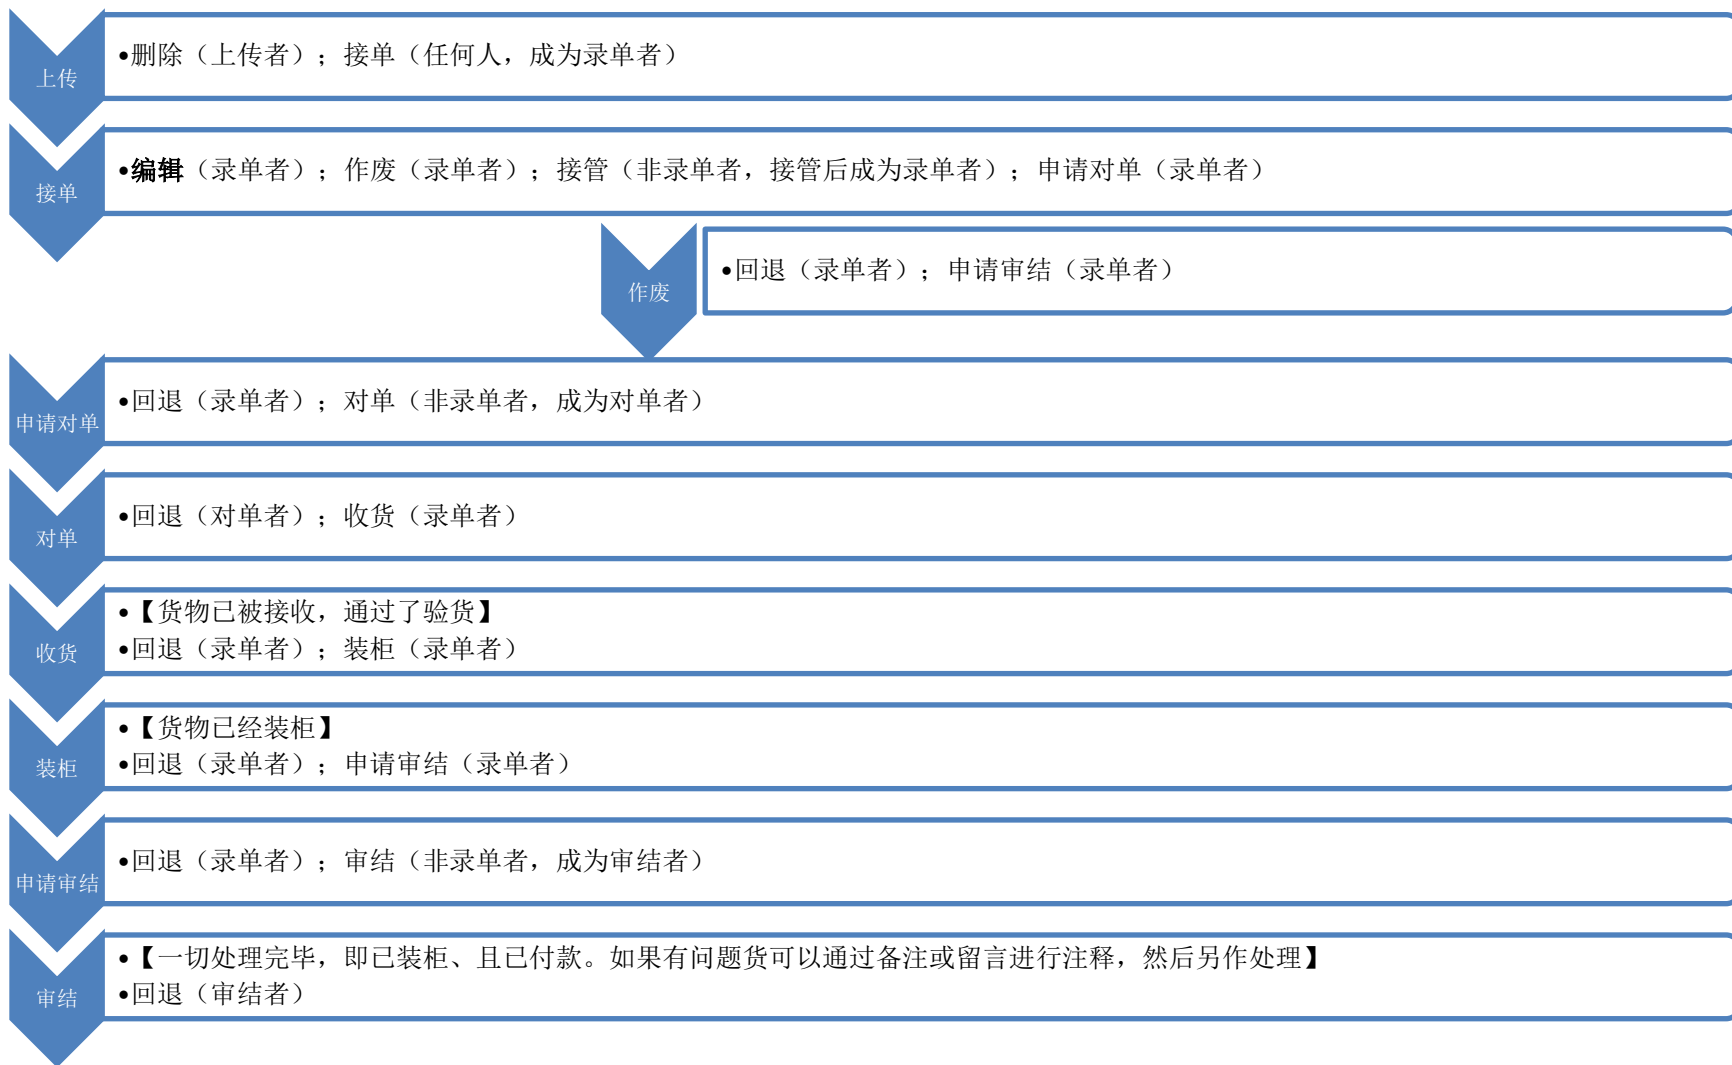 上传
•删除（上传者）；接单（任何人，成为录单者）
接单
•编辑（录单者）；作废（录单者）；接管（非录单者，接管后成为录单者）；申请对单（录单者）
作废
•回退（录单者）；申请审结（录单者）
申请对单
•回退（录单者）；对单（非录单者，成为对单者）
对单
•回退（对单者）；收货（录单者）
收货
•【货物已被接收，通过了验货】
•回退（录单者）；装柜（录单者）
装柜
•【货物已经装柜】
•回退（录单者）；申请审结（录单者）
申请审结
•回退（录单者）；审结（非录单者，成为审结者）
审结
•【一切处理完毕，即已装柜、且已付款。如果有问题货可以通过备注或留言进行注释，然后另作处理】
•回退（审结者）